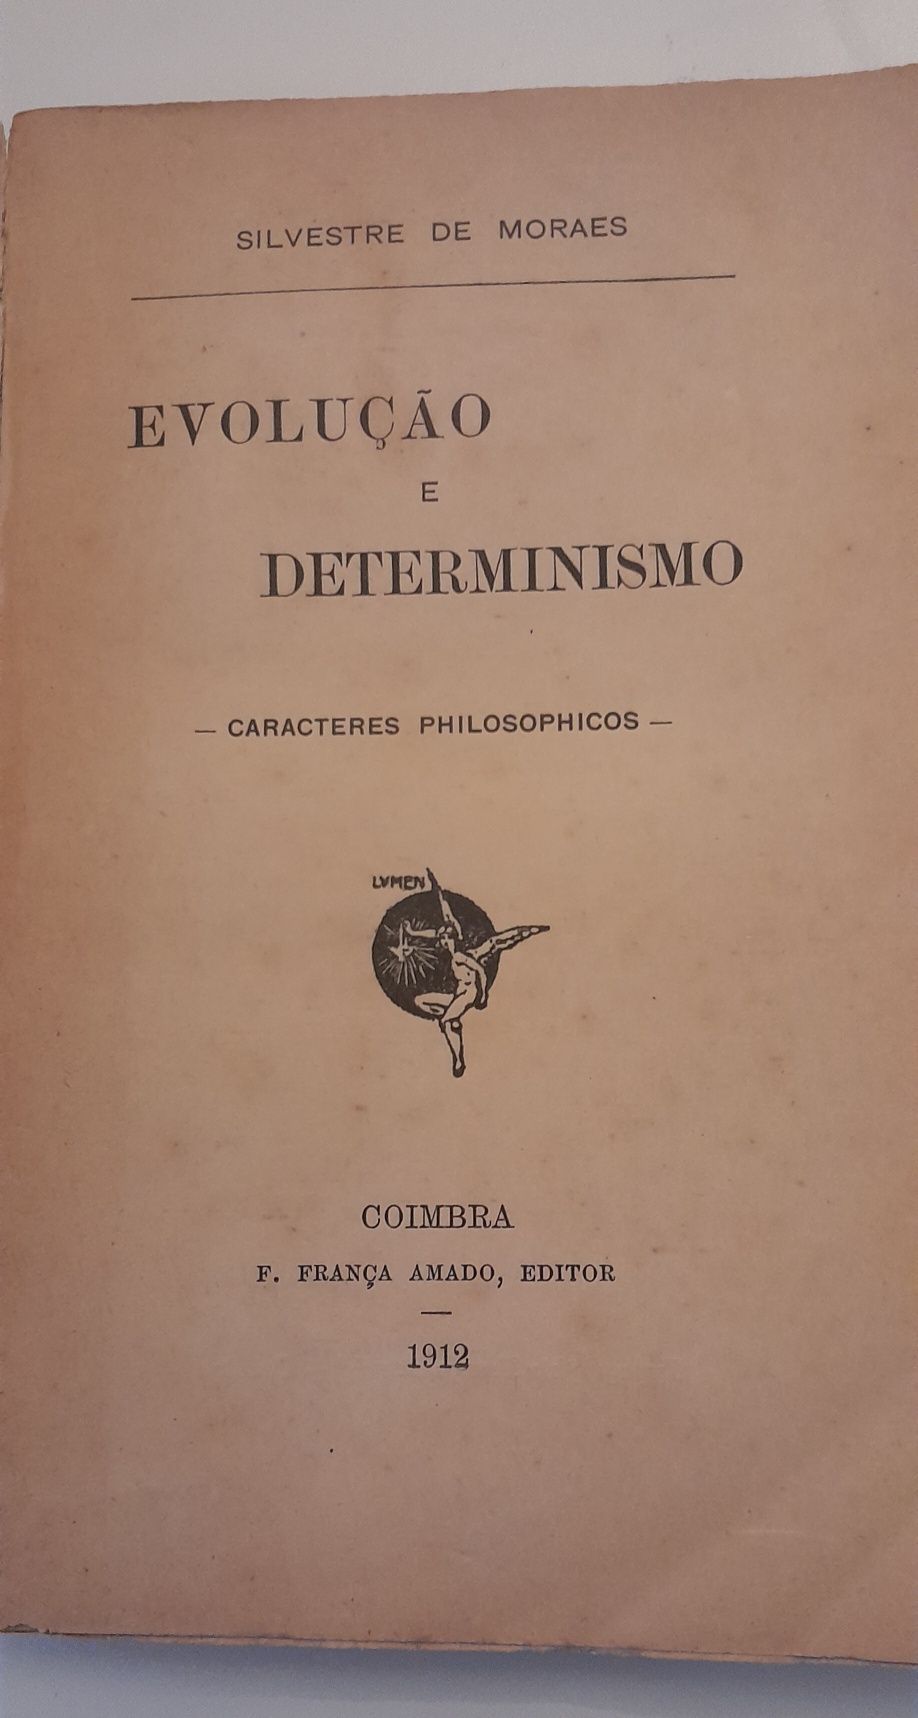 SILVESTRE DE MORAES
EVOLUÇÃO
E
DETERMINISMO
— CARACTERES PHILOSOPHICOS —
LVMEN
COIMBRA
F. FRANÇA AMADO, EDITOR
1912